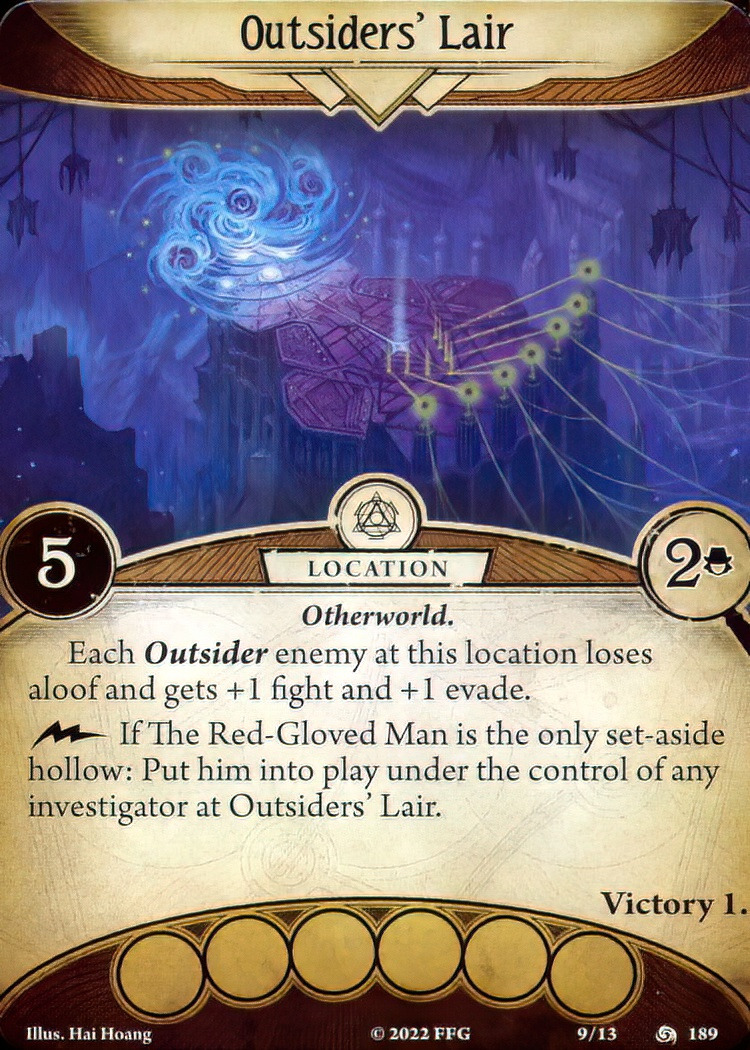 Outsiders’ Lair
5
LOCATION
2
Otherworld.
Each Outsider enemy at this location loses
aloof and gets +1 fight and +1 evade.
If The Red-Gloved Man is the only set-aside
hollow: Put him into play under the control of any
investigator at Outsiders’ Lair.
Victory 1.
Illus. Hai Hoang © 2022 FFG 9/13 189